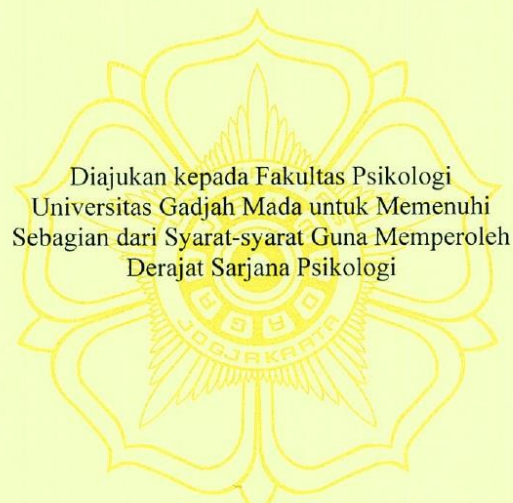 Diajukan kepada Fakultas Psikologi
Universitas Gadjah Mada untuk Memenuhi
Sebagian dari Syarat-syarat Guna Memperoleh
Derajat Sarjana Psikologi
JOGJAKARTA